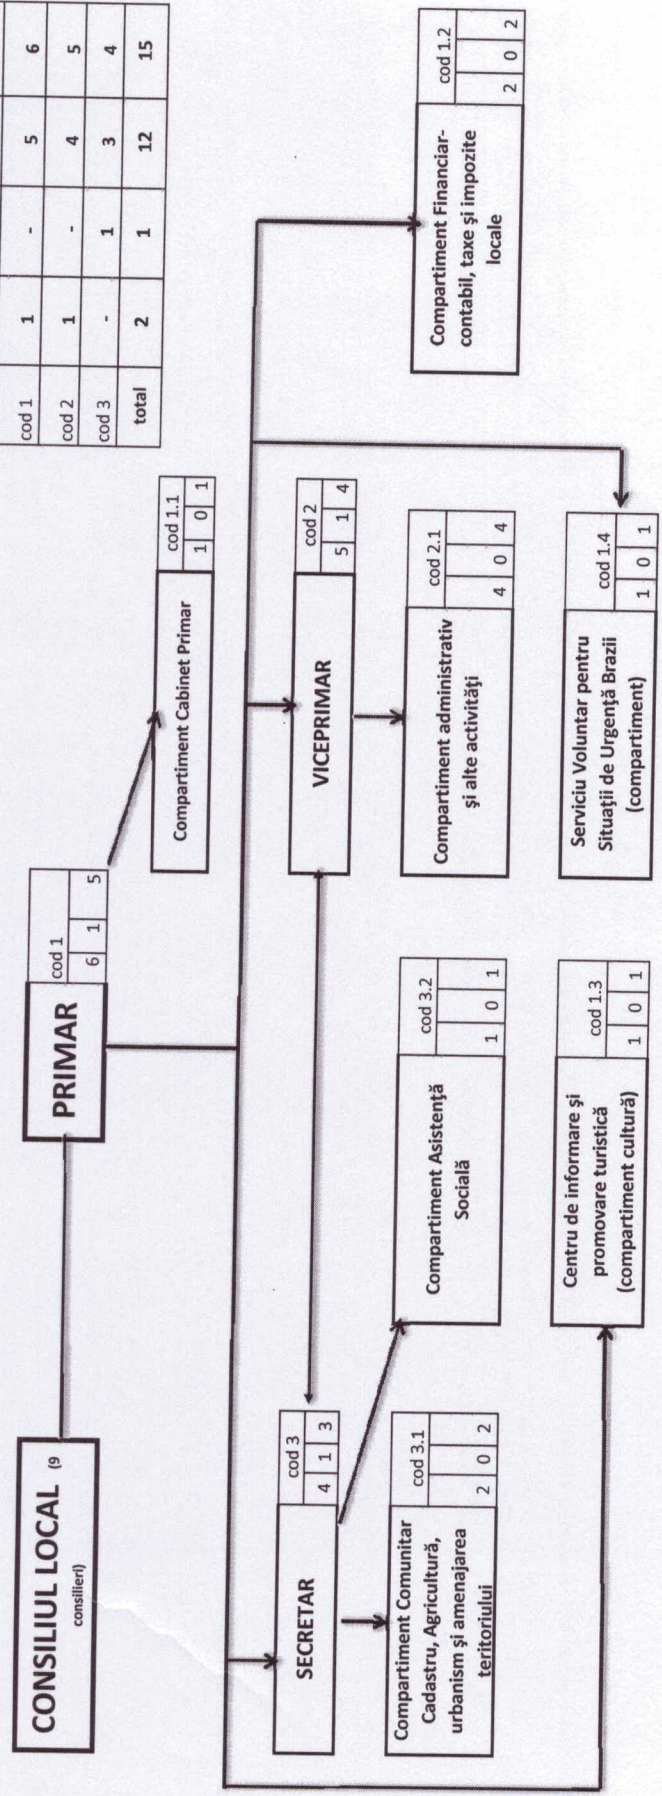 CONSILIUL LOCAL (9
consilieri)
PRIMAR
cod 1
6 1 5
cod 1 1 - 5 6
cod 2 1 - 4 5
cod 3 - 1 3 4
total 2 1 12 15
Compartiment Cabinet Primar
cod 1.1
1 0 1
SECRETAR
cod 3
4 1 3
VICEPRIMAR
cod 2
5 1 4
Compartiment Comunitar
Cadastru, Agricultură,
urbanism și amenajarea
teritoriului
cod 3.1
2 0 2
Compartiment Asistență
Socială
cod 3.2
1 0 1
Compartiment administrativ
și alte activități
cod 2.1
4 0 4
Compartiment Financiar-
contabil, taxe și impozite
locale
cod 1.2
2 0 2
Centru de informare și
promovare turistică
(compartiment cultură)
cod 1.3
1 0 1
Serviciu Voluntar pentru
Situații de Urgență Brazii
(compartiment)
cod 1.4
1 0 1